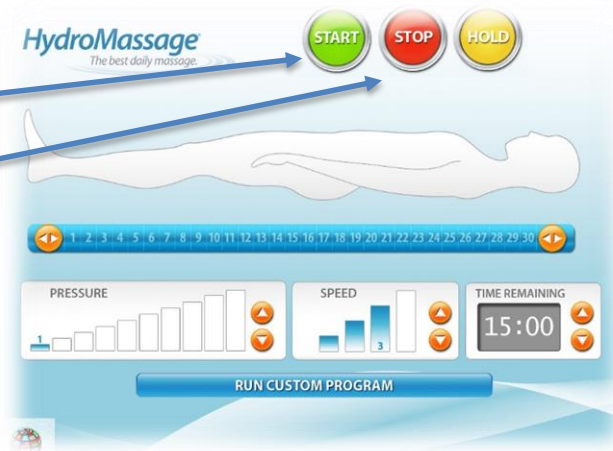 HydroMassage®
The best daily massage.
START STOP HOLD
1 2 3 4 5 6 7 8 9 10 11 12 13 14 15 16 17 18 19 20 21 22 23 24 25 26 27 28 29 30
PRESSURE
1
SPEED
3
TIME REMAINING
15:00
RUN CUSTOM PROGRAM